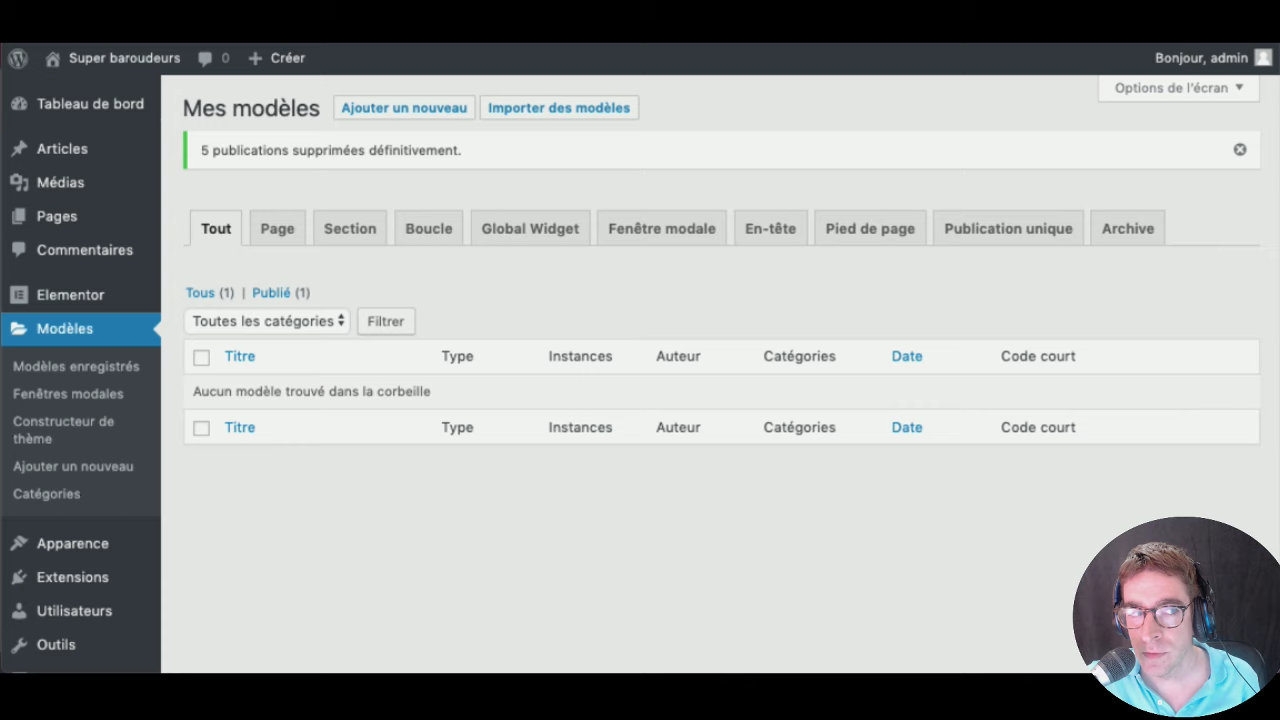 Super baroudeurs 0 Créer Bonjour, admin
Options de l'écran
Tableau de bord
Articles
Médias
Pages
Commentaires
Elementor
Modèles
Modèles enregistrés
Fenêtres modales
Constructeur de
thème
Ajouter un nouveau
Catégories
Apparence
Extensions
Utilisateurs
Outils
Mes modèles Ajouter un nouveau Importer des modèles
5 publications supprimées définitivement.
Tout Page Section Boucle Global Widget Fenêtre modale En-tête Pied de page Publication unique Archive
Tous (1) | Publié (1)
Toutes les catégories Filtrer
Titre Type Instances Auteur Catégories Date Code court
Aucun modèle trouvé dans la corbeille
Titre Type Instances Auteur Catégories Date Code court